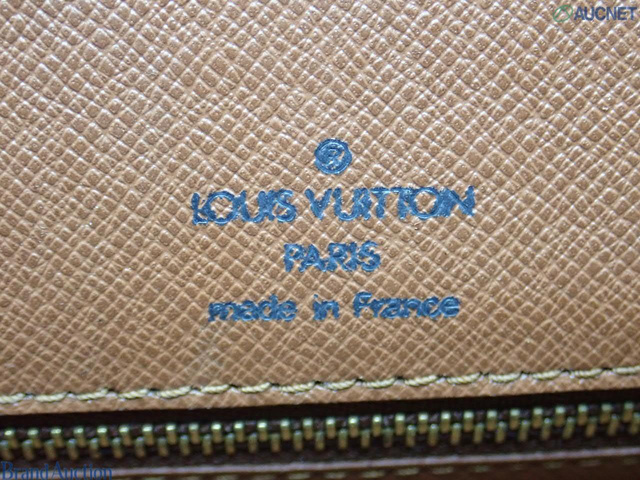 AUCNET
®
LOUIS VUITTON
PARIS
made in France
Brand Auction